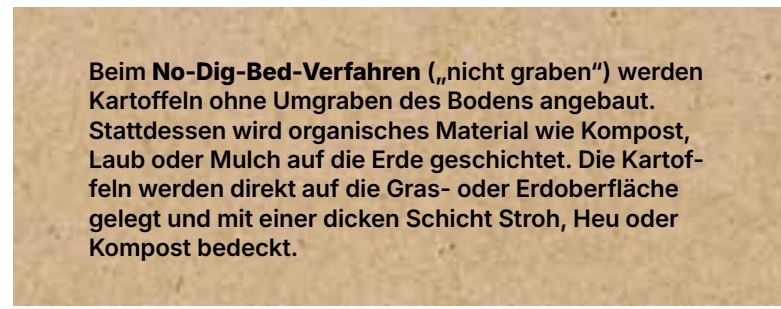 Beim No-Dig-Bed-Verfahren („nicht graben“) werden
Kartoffeln ohne Umgraben des Bodens angebaut.
Stattdessen wird organisches Material wie Kompost,
Laub oder Mulch auf die Erde geschichtet. Die Kartof-
feln werden direkt auf die Gras- oder Erdoberfläche
gelegt und mit einer dicken Schicht Stroh, Heu oder
Kompost bedeckt.